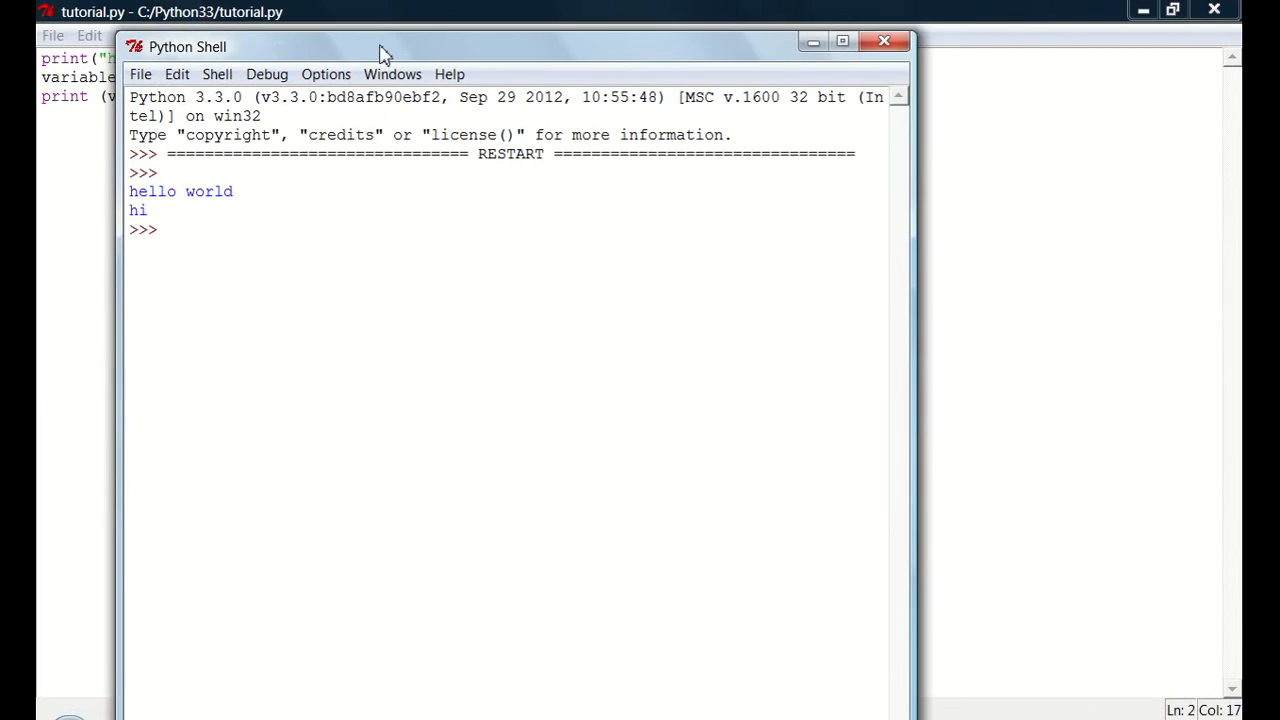 tutorial.py - C:/Python33/tutorial.py
File Edit
print("h
variable
print (v
Python Shell
File Edit Shell Debug Options Windows Help
Python 3.3.0 (v3.3.0:bd8afb90ebf2, Sep 29 2012, 10:55:48) [MSC v.1600 32 bit (In
tel)] on win32
Type "copyright", "credits" or "license()" for more information.
>>> ================================ RESTART ================================
>>>
hello world
hi
>>>
Ln: 2 Col: 17